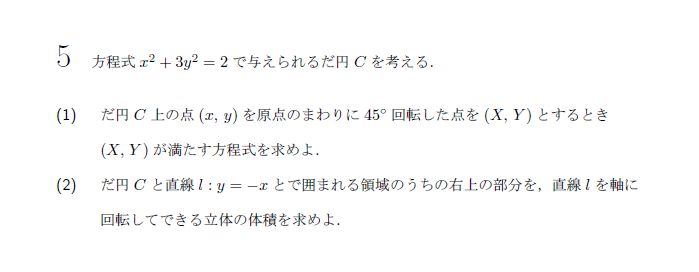 5 方程式 x² + 3y² = 2 で与えられるだ円 C を考える．
(1) だ円 C 上の点 (x, y) を原点のまわりに 45° 回転した点を (X, Y) とするとき
(X, Y) が満たす方程式を求めよ．
(2) だ円 C と直線 l : y = −x とで囲まれる領域のうちの右上の部分を，直線 l を軸に
回転してできる立体の体積を求めよ．